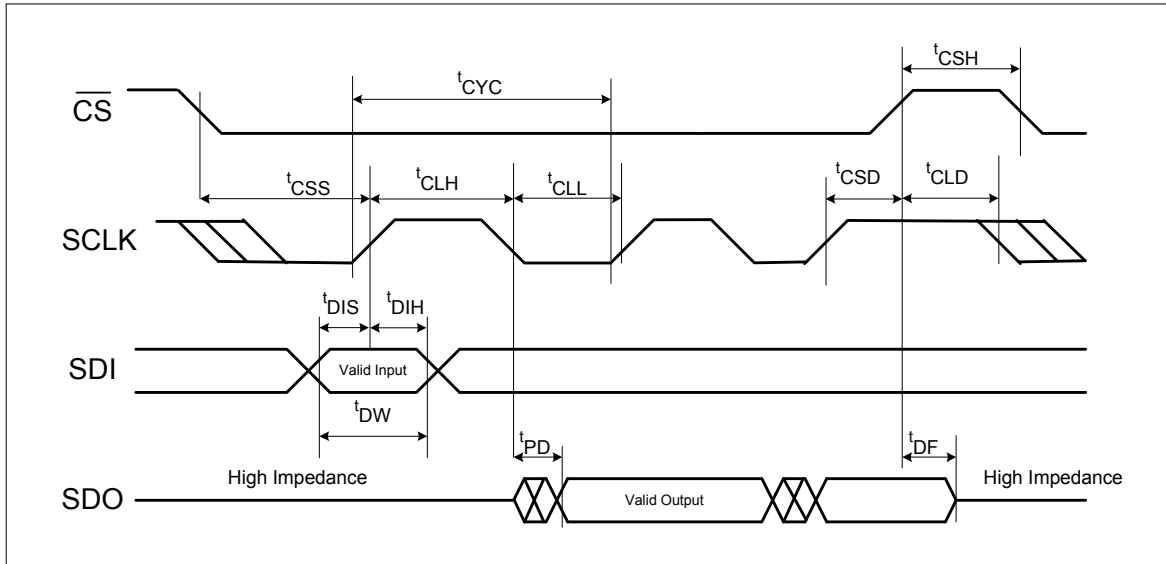 tCSH
tCYC
CS
tCSS
tCLH
tCLL
tCSD
tCLD
SCLK
tDIS
tDIH
SDI
Valid Input
tDW
tPD
tDF
High Impedance
High Impedance
SDO
Valid Output